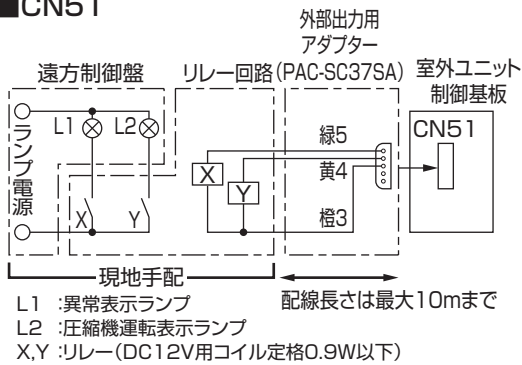 ■CN51
外部出力用
アダプター
(PAC-SC37SA)
遠方制御盤
リレー回路
室外ユニット
制御基板
L1
L2
ランプ電源
X
Y
X
Y
緑5
黄4
橙3
CN51
現地手配
配線長さは最大10mまで
L1 :異常表示ランプ
L2 :圧縮機運転表示ランプ
X,Y :リレー(DC12V用コイル定格0.9W以下)